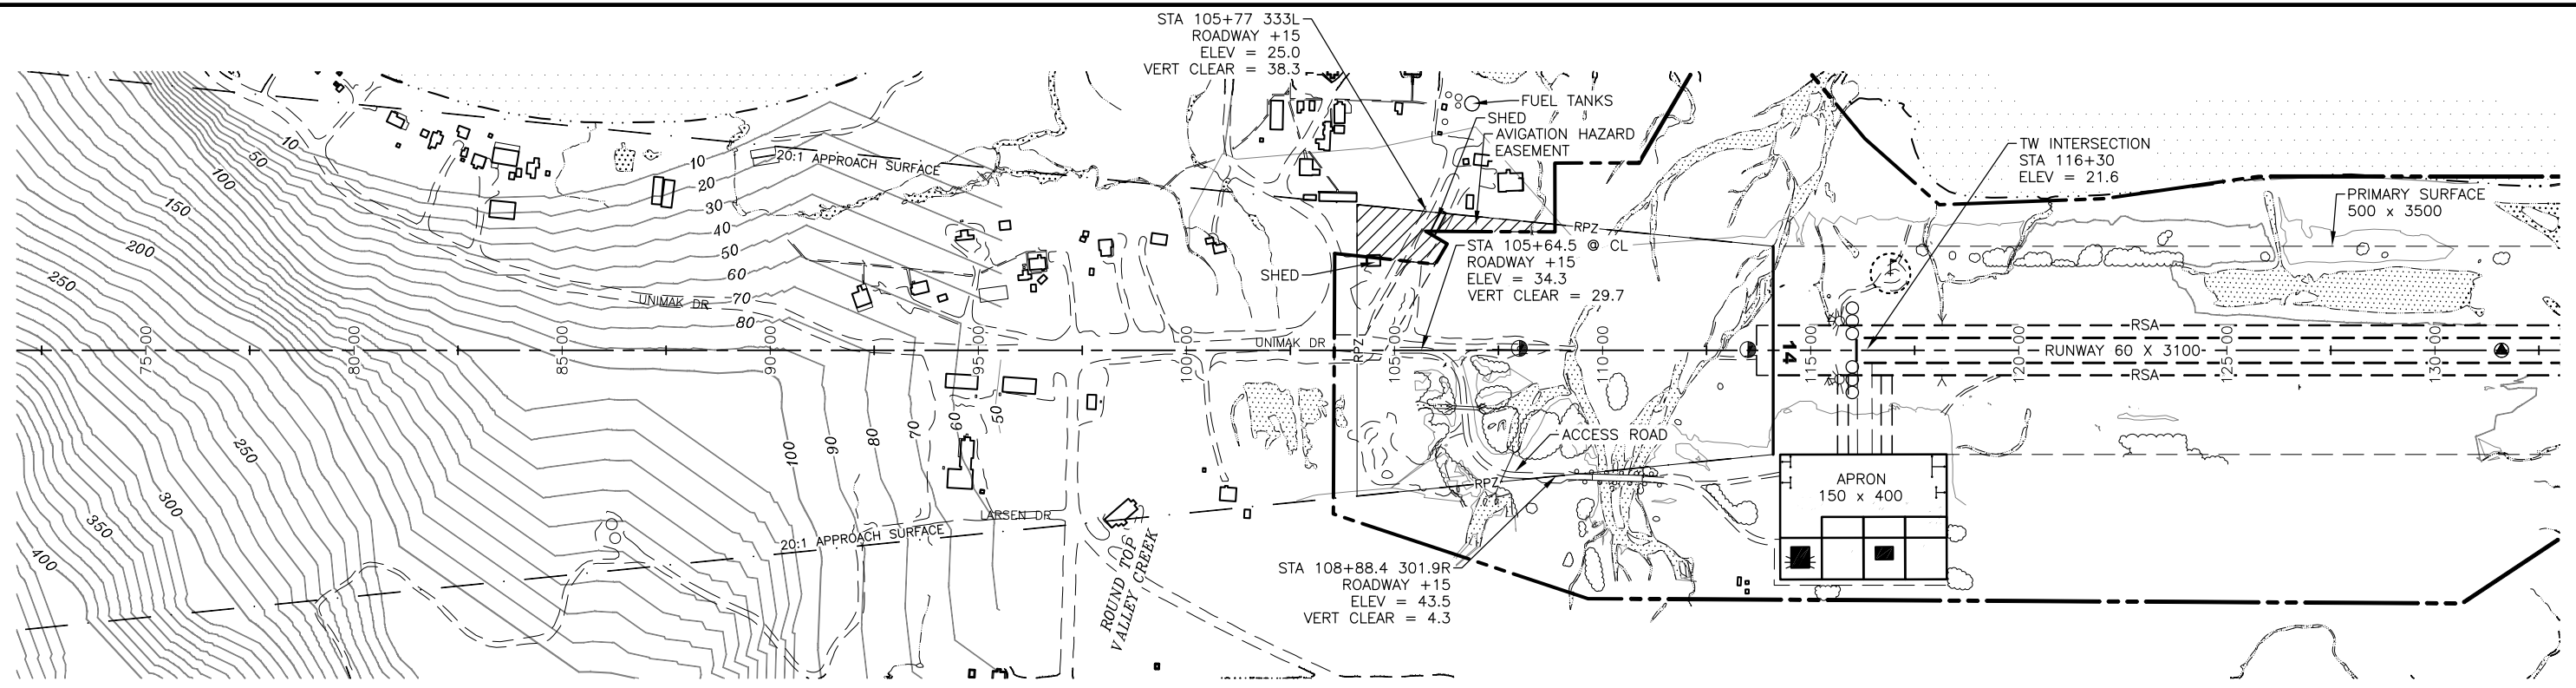 STA 105+77 333L
ROADWAY +15
ELEV = 25.0
VERT CLEAR = 38.3
FUEL TANKS
SHED
AVIGATION HAZARD
EASEMENT
TW INTERSECTION
STA 116+30
ELEV = 21.6
PRIMARY SURFACE
500 x 3500
20:1 APPROACH SURFACE
10
50
100
150
200
250
10
20
30
40
50
60
70
80
UNIMAK DR
RPZ
STA 105+64.5 @ CL
ROADWAY +15
ELEV = 34.3
VERT CLEAR = 29.7
SHED
UNIMAK DR
RPZ
75+00
80+00
85+00
90+00
95+00
100+00
105+00
110+00
115+00
120+00
125+00
130+00
14
RSA
RUNWAY 60 X 3100
RSA
100
90
80
70
60
50
250
300
350
400
ACCESS ROAD
RPZ
APRON
150 x 400
LARSEN DR
20:1 APPROACH SURFACE
ROUND TOP
VALLEY CREEK
STA 108+88.4 301.9R
ROADWAY +15
ELEV = 43.5
VERT CLEAR = 4.3